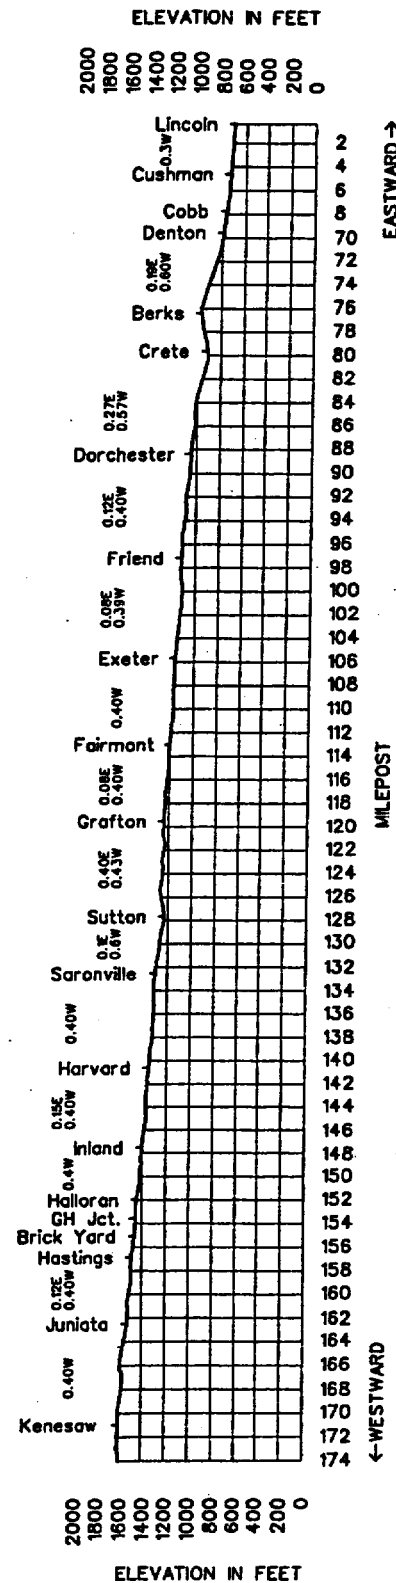 ELEVATION IN FEET
2000 1800 1600 1400 1200 1000 800 600 400 200 0
EASTWARD →
Lincoln
0.3W
2
4
Cushman
6
Cobb 8
Denton 70
72
0.19E
0.60W
74
76
Berks
78
Crete 80
82
84
0.27E
0.57W
86
Dorchester 88
90
92
0.12E
0.40W
94
96
Friend
98
100
0.08E
0.39W
102
104
Exeter 106
108
0.40W
110
112
Fairmont
114
0.08E
0.40W
116
118
Grafton 120
MILEPOST
122
0.40E
0.43W
124
126
Sutton 128
0.1E
0.6W
130
Saronville 132
134
0.40W
136
138
140
Harvard
142
0.15E
0.40W
144
146
Inland 148
0.4W
150
Halloran 152
GH Jct. 154
Brick Yard
156
Hastings
158
0.12E
0.40W
160
162
Juniata
164
166
0.40W
168
170
Kenesaw
172
174
← WESTWARD
2000 1800 1600 1400 1200 1000 800 600 400 200 0
ELEVATION IN FEET